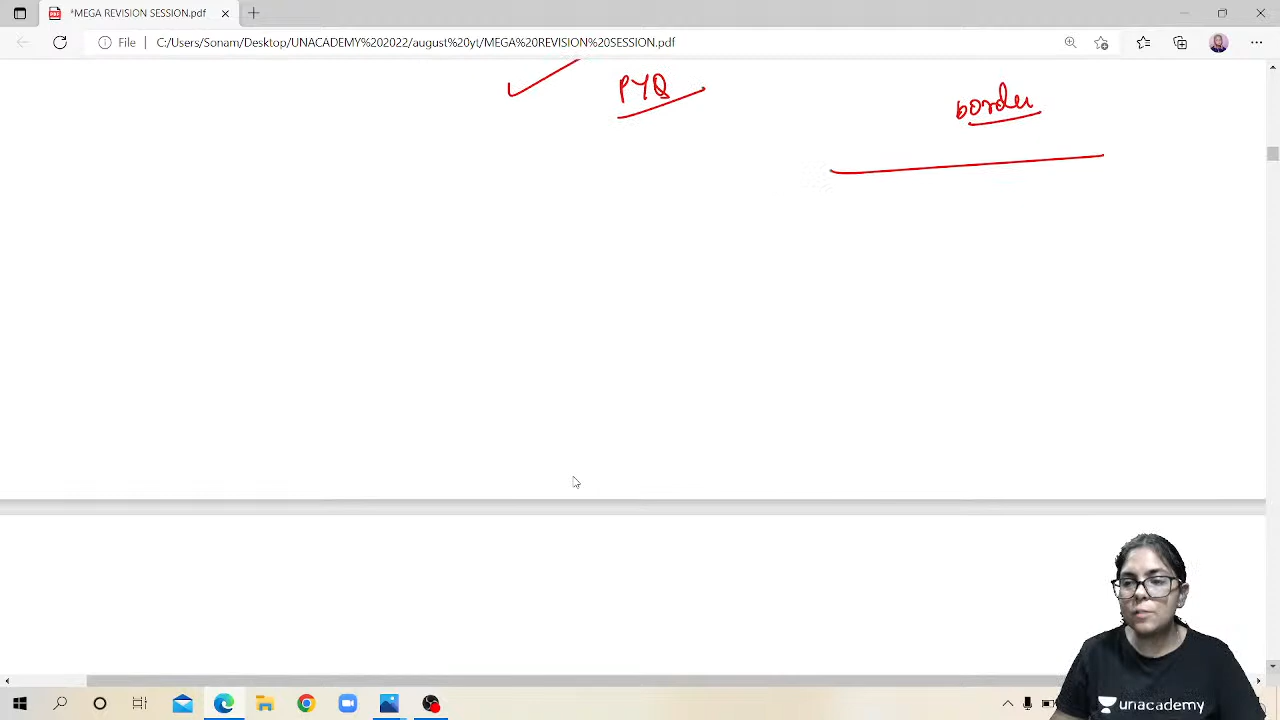 *MEGA REVISION SESSION.pdf
File | C:/Users/Sonam/Desktop/UNACADEMY%202022/august%20yt/MEGA%20REVISION%20SESSION.pdf
PYQ
border
unacademy